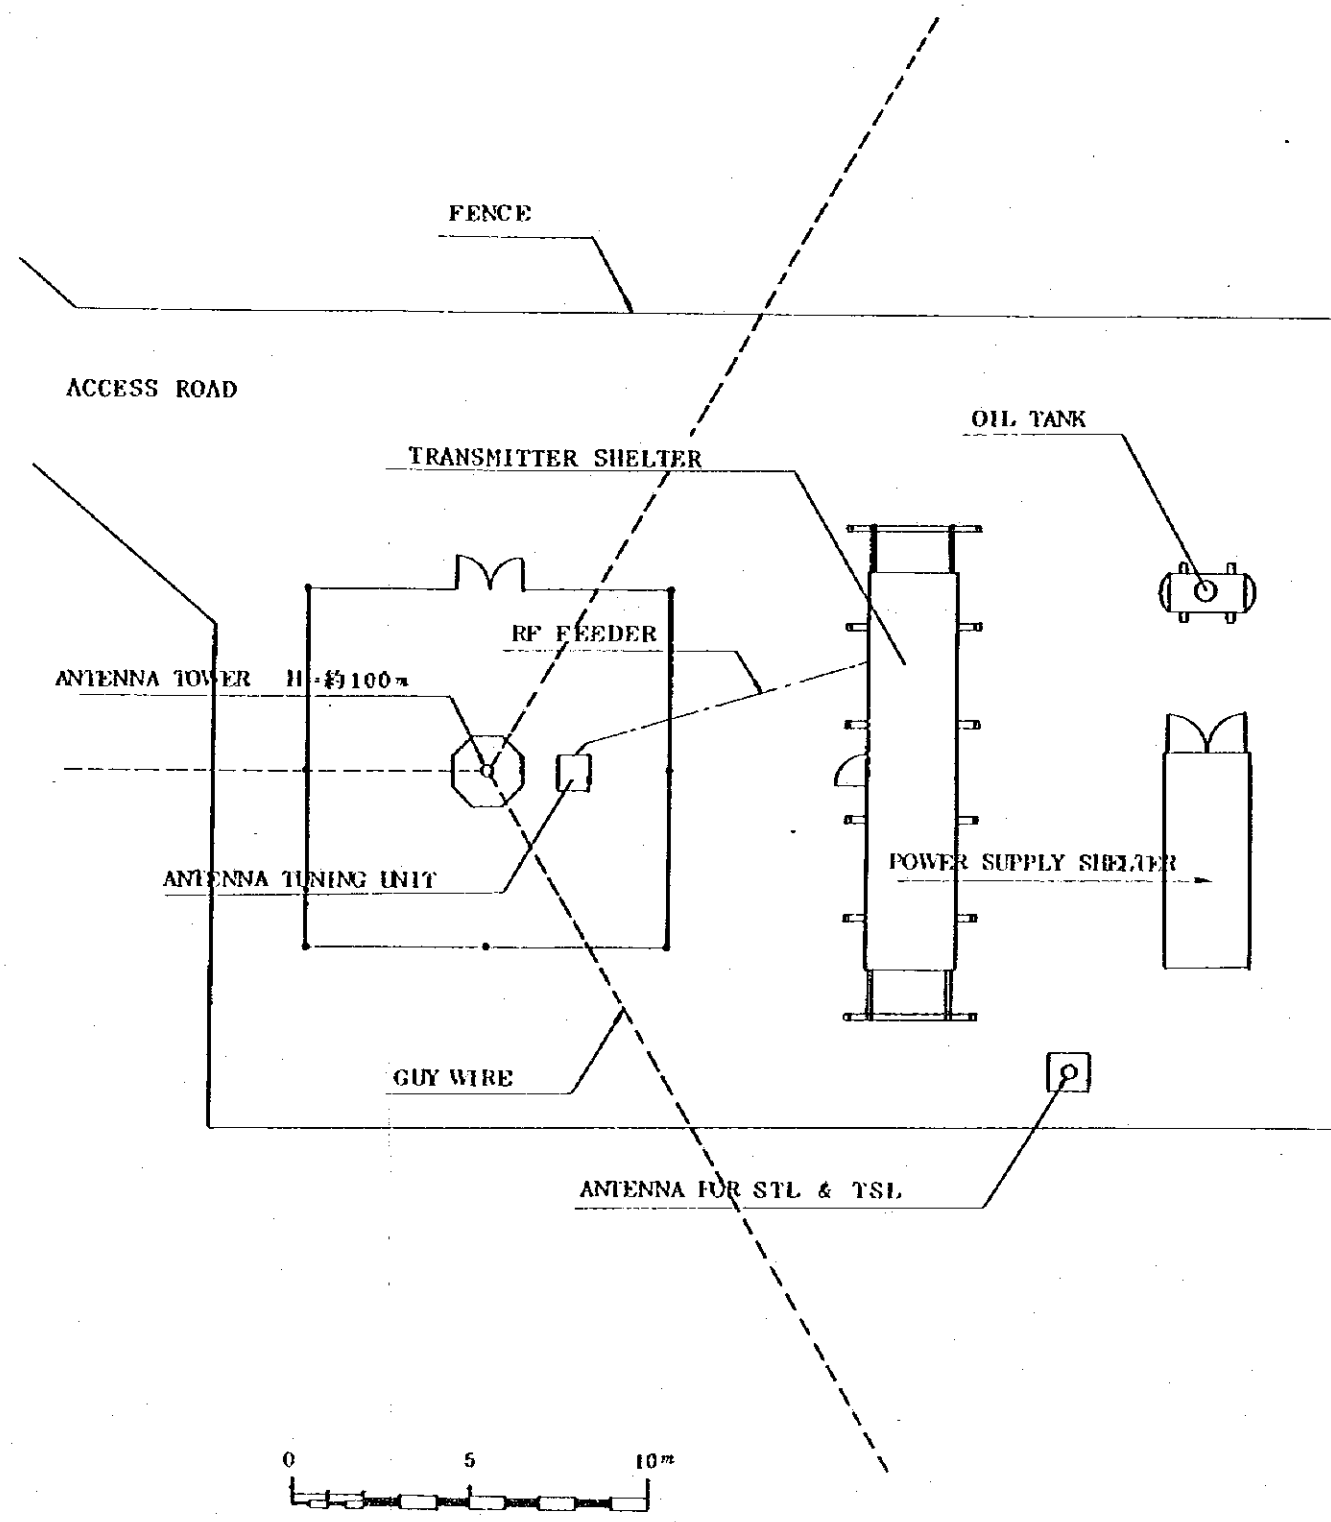 FENCE
ACCESS ROAD
OIL TANK
TRANSMITTER SHELTER
RF FEEDER
ANTENNA TOWER H=約100m
POWER SUPPLY SHELTER
ANTENNA TUNING UNIT
GUY WIRE
ANTENNA FOR STL & TSL
0 5 10m